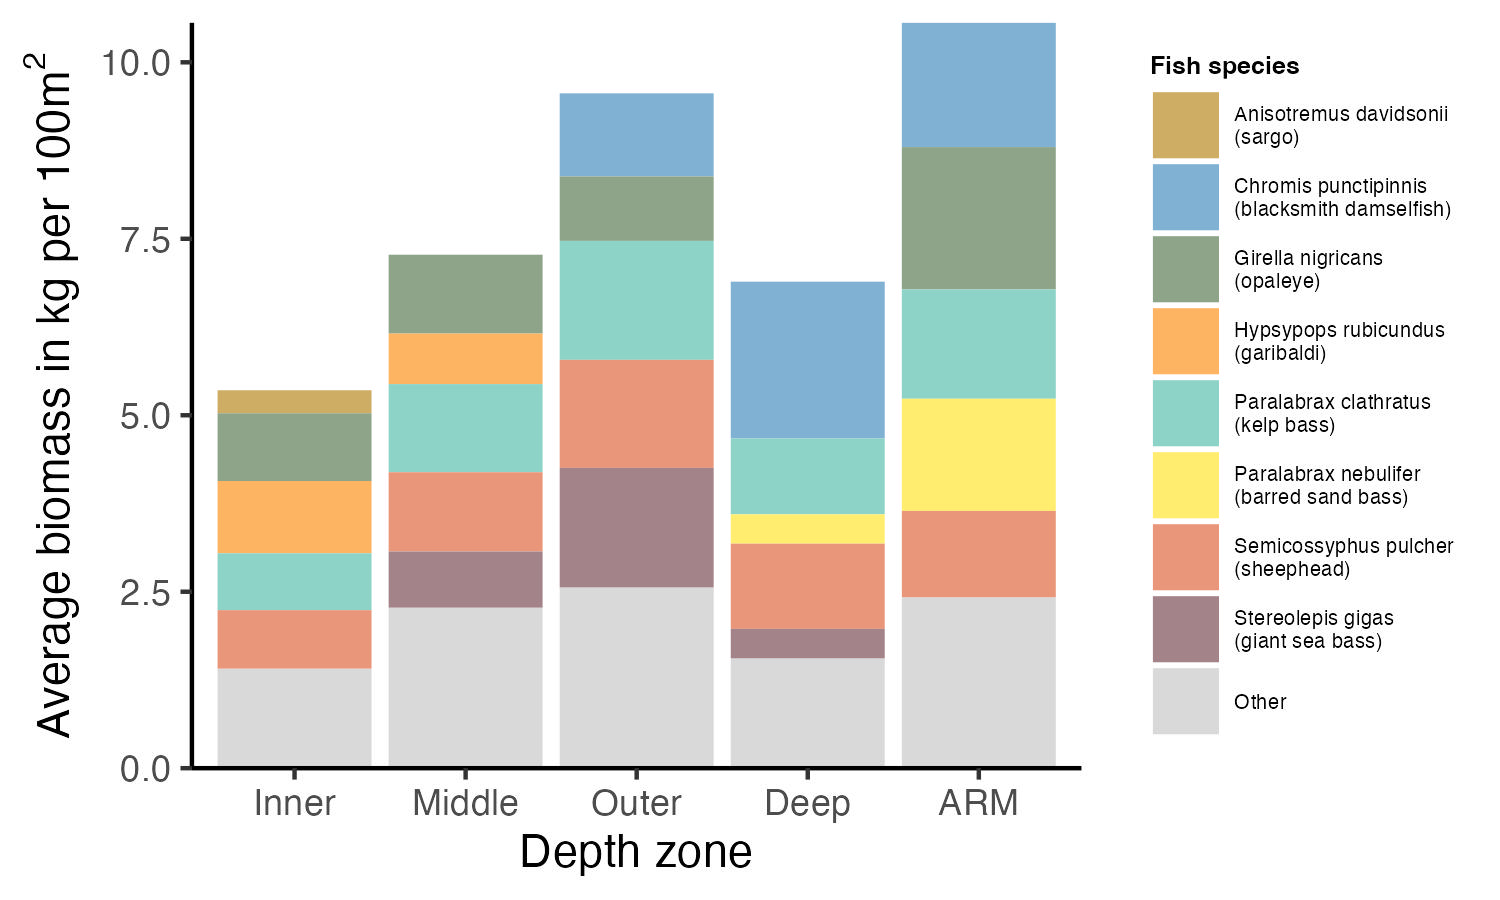 Average biomass in kg per 100m²
10.0
7.5
5.0
2.5
0.0
Inner Middle Outer Deep ARM
Depth zone
Fish species
Anisotremus davidsonii
(sargo)
Chromis punctipinnis
(blacksmith damselfish)
Girella nigricans
(opaleye)
Hypsypops rubicundus
(garibaldi)
Paralabrax clathratus
(kelp bass)
Paralabrax nebulifer
(barred sand bass)
Semicossyphus pulcher
(sheephead)
Stereolepis gigas
(giant sea bass)
Other